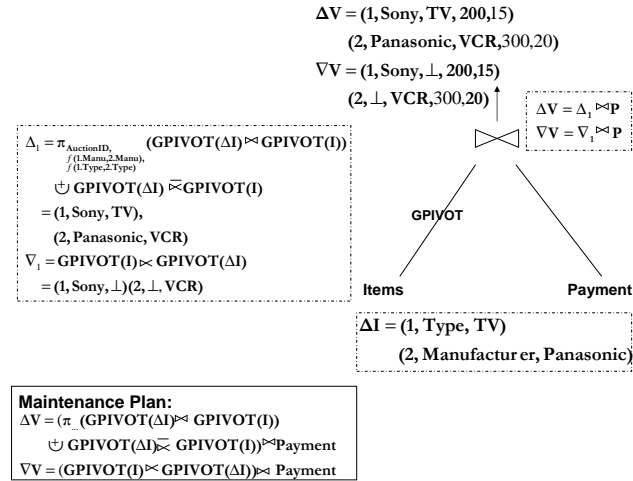 ΔV = (1, Sony, TV, 200,15)
(2, Panasonic, VCR,300,20)
∇V = (1, Sony, ⊥, 200,15)
(2, ⊥, VCR,300,20)
ΔV = Δ₁ ⋈ P
∇V = ∇₁ ⋈ P
Δ₁ = π AuctionID, f(1.Manu,2.Manu), f(1.Type,2.Type) (GPIVOT(ΔI) ⋈ GPIVOT(I))
⊎ GPIVOT(ΔI) ⋉̅ GPIVOT(I)
= (1, Sony, TV),
(2, Panasonic, VCR)
∇₁ = GPIVOT(I) ⋉ GPIVOT(ΔI)
= (1, Sony, ⊥)(2, ⊥, VCR)
GPIVOT
Items Payment
ΔI = (1, Type, TV)
(2, Manufactur er, Panasonic)
Maintenance Plan:
ΔV = (π... (GPIVOT(ΔI) ⋈ GPIVOT(I))
⊎ GPIVOT(ΔI) ⋉̅ GPIVOT(I)) ⋈ Payment
∇V = (GPIVOT(I) ⋉ GPIVOT(ΔI)) ⋈ Payment